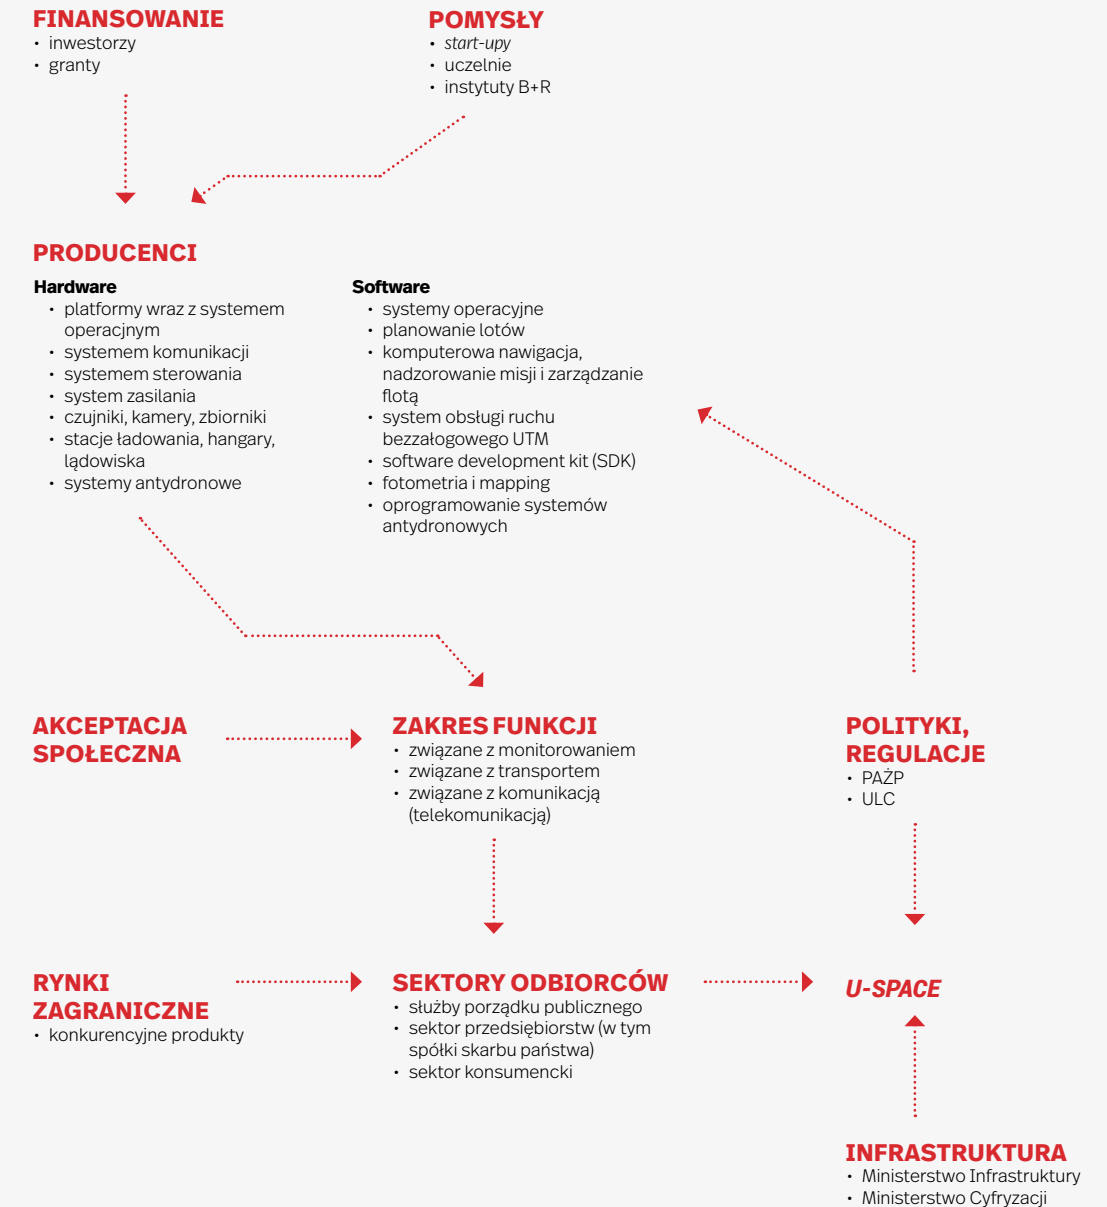 FINANSOWANIE
• inwestorzy
• granty
POMYSŁY
• start-upy
• uczelnie
• instytuty B+R
PRODUCENCI
Hardware
• platformy wraz z systemem
operacjnym
• systemem komunikacji
• systemem sterowania
• system zasilania
• czujniki, kamery, zbiorniki
• stacje ładowania, hangary,
lądowiska
• systemy antydronowe
Software
• systemy operacyjne
• planowanie lotów
• komputerowa nawigacja,
nadzorowanie misji i zarządzanie
flotą
• system obsługi ruchu
bezzałogowego UTM
• software development kit (SDK)
• fotometria i mapping
• oprogramowanie systemów
antydronowych
AKCEPTACJA
SPOŁECZNA
ZAKRES FUNKCJI
• związane z monitorowaniem
• związane z transportem
• związane z komunikacją
(telekomunikacją)
POLITYKI,
REGULACJE
• PAŻP
• ULC
RYNKI
ZAGRANICZNE
• konkurencyjne produkty
SEKTORY ODBIORCÓW
• służby porządku publicznego
• sektor przedsiębiorstw (w tym
spółki skarbu państwa)
• sektor konsumencki
U-SPACE
INFRASTRUKTURA
• Ministerstwo Infrastruktury
• Ministerstwo Cyfryzacji